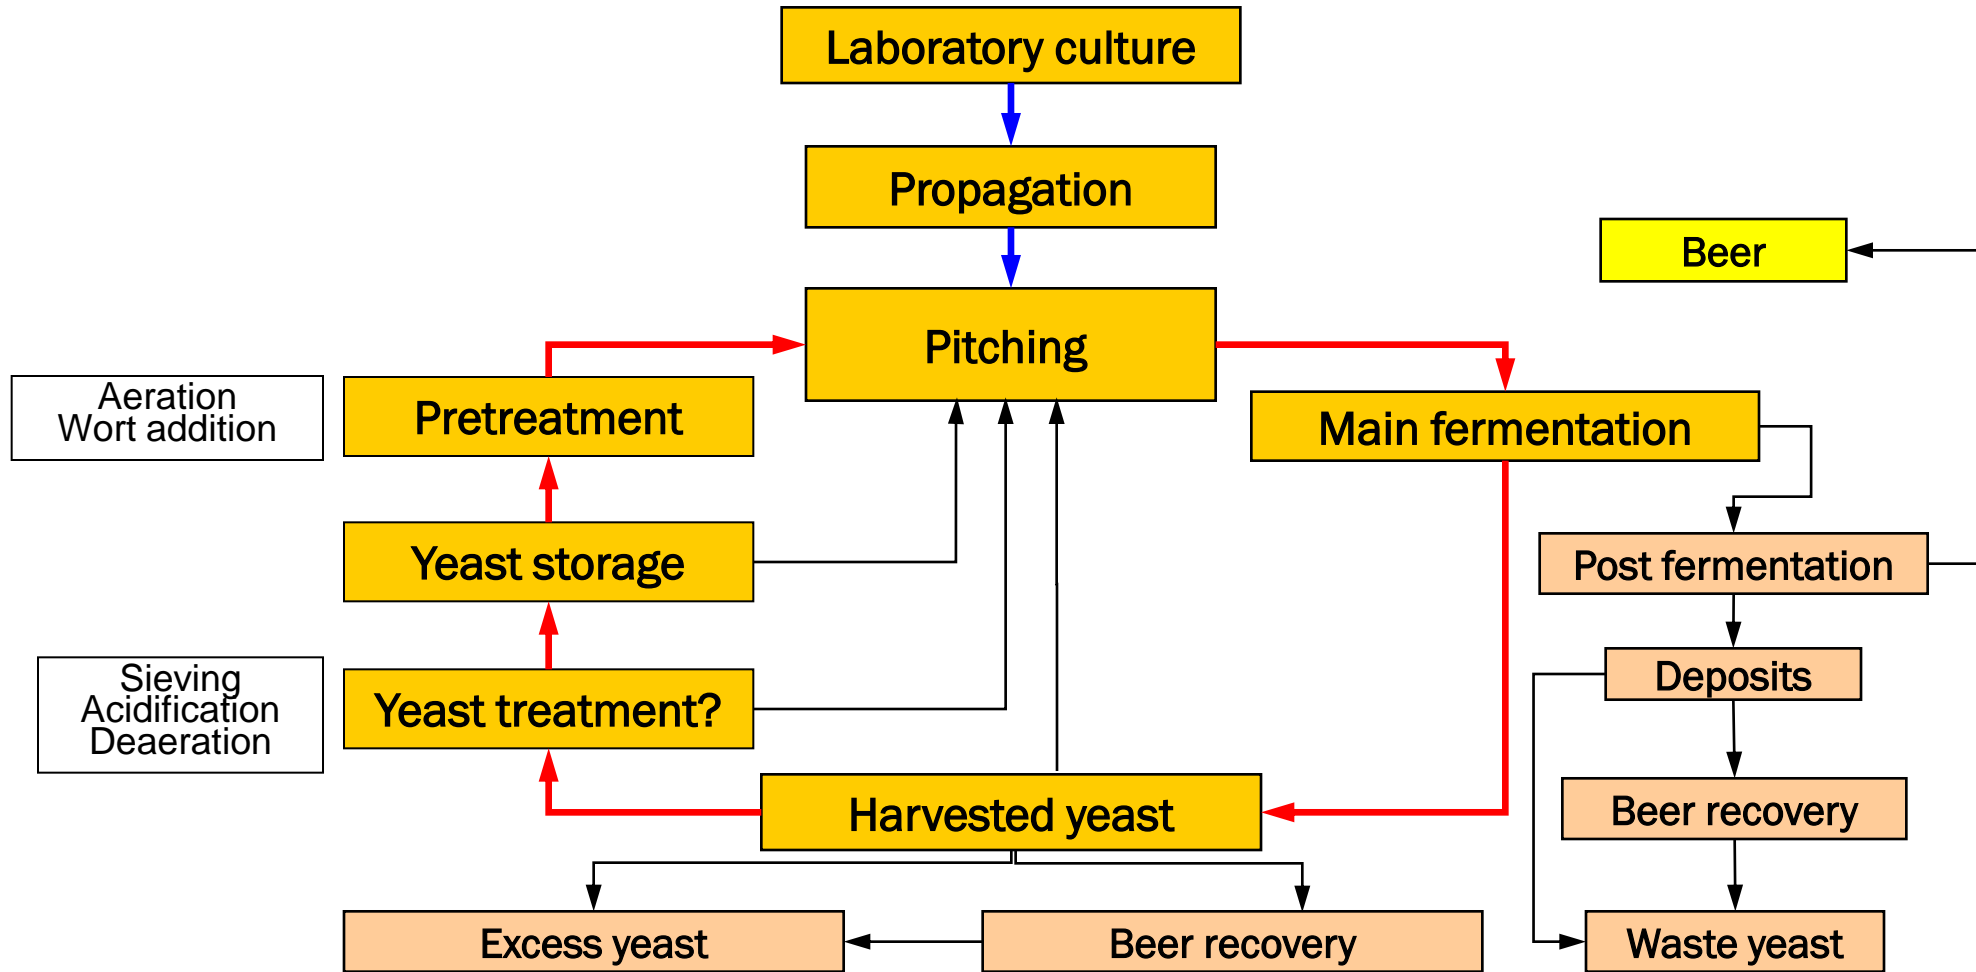 Laboratory culture
Propagation
Beer
Pitching
Aeration
Wort addition
Pretreatment
Main fermentation
Yeast storage
Post fermentation
Sieving
Acidification
Deaeration
Yeast treatment?
Deposits
Harvested yeast
Beer recovery
Excess yeast
Beer recovery
Waste yeast